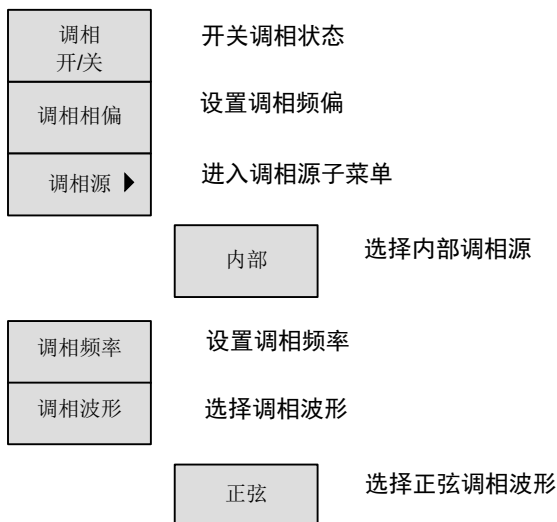 调相
开/关
开关调相状态
调相相偏
设置调相频偏
调相源
进入调相源子菜单
内部
选择内部调相源
调相频率
设置调相频率
调相波形
选择调相波形
正弦
选择正弦调相波形